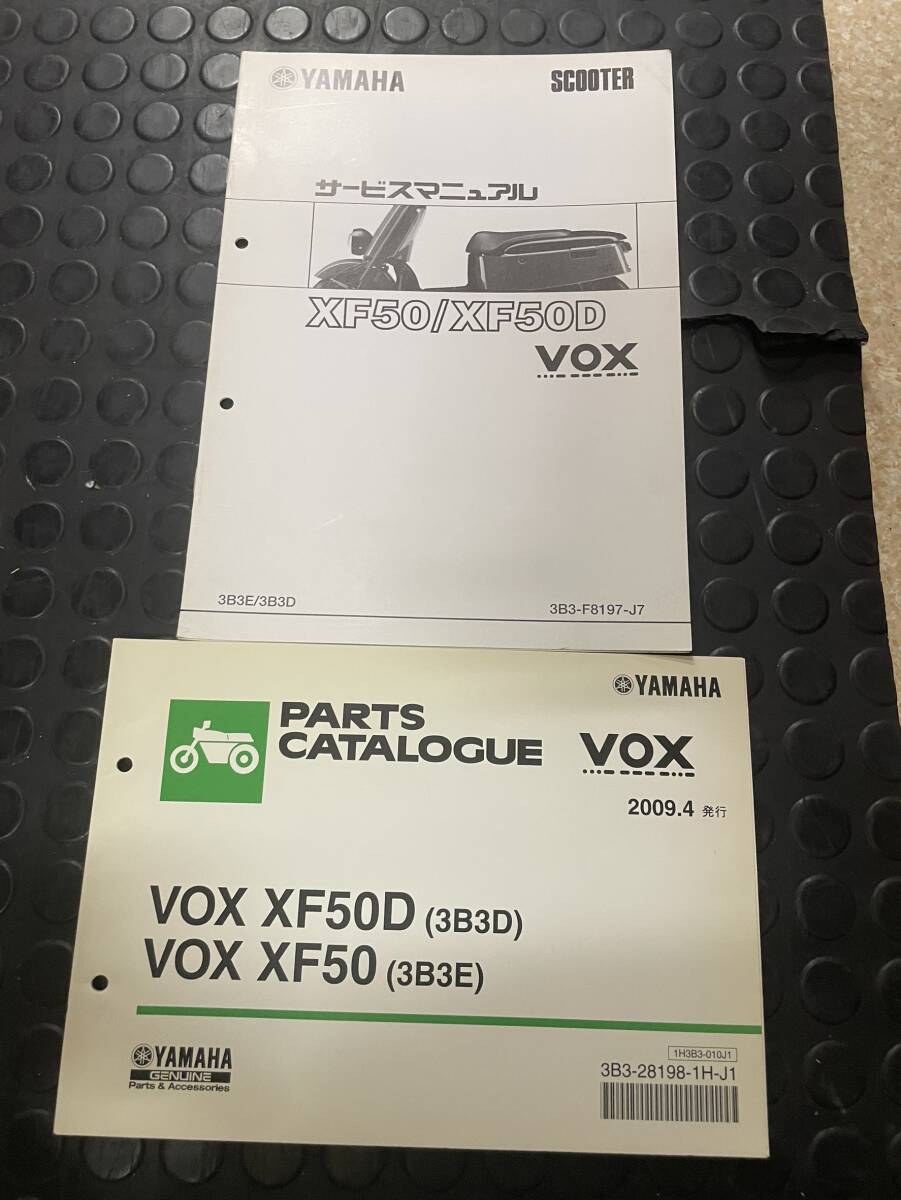 YAMAHA SCOOTER
サービスマニュアル
XF50/XF50D
VOX
3B3E/3B3D 3B3-F8197-J7
YAMAHA
PARTS
CATALOGUE
VOX
2009.4 発行
VOX XF50D (3B3D)
VOX XF50 (3B3E)
YAMAHA
GENUINE
Parts & Accessories
1H3B3-010J1
3B3-28198-1H-J1